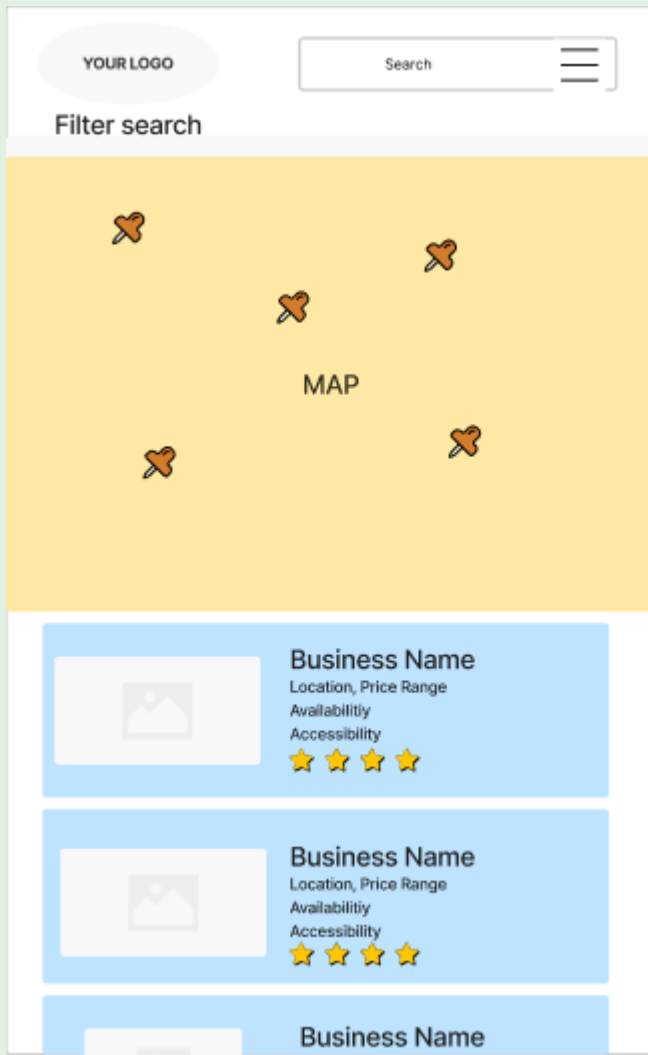 YOUR LOGO
Search
Filter search
MAP
Business Name
Location, Price Range
Availabilitiy
Accessibility
Business Name
Location, Price Range
Availabilitiy
Accessibility
Business Name